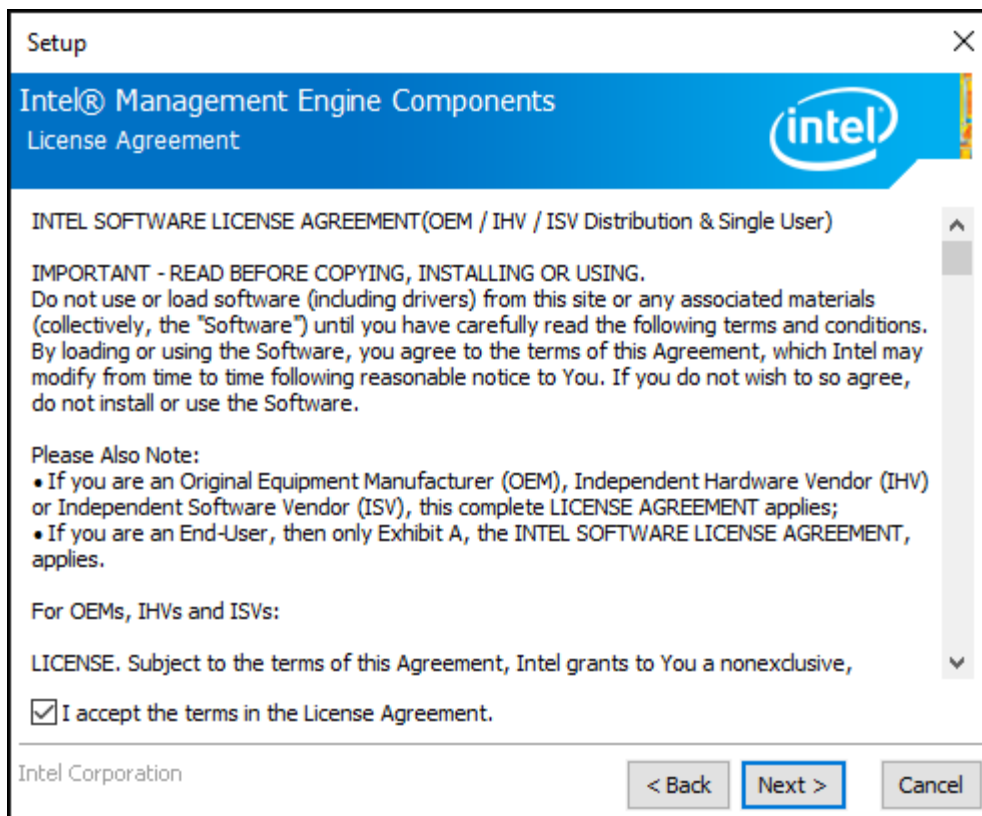 Setup
Intel® Management Engine Components
License Agreement
intel
INTEL SOFTWARE LICENSE AGREEMENT(OEM / IHV / ISV Distribution & Single User)
IMPORTANT - READ BEFORE COPYING, INSTALLING OR USING.
Do not use or load software (including drivers) from this site or any associated materials
(collectively, the "Software") until you have carefully read the following terms and conditions.
By loading or using the Software, you agree to the terms of this Agreement, which Intel may
modify from time to time following reasonable notice to You. If you do not wish to so agree,
do not install or use the Software.
Please Also Note:
• If you are an Original Equipment Manufacturer (OEM), Independent Hardware Vendor (IHV)
or Independent Software Vendor (ISV), this complete LICENSE AGREEMENT applies;
• If you are an End-User, then only Exhibit A, the INTEL SOFTWARE LICENSE AGREEMENT,
applies.
For OEMs, IHVs and ISVs:
LICENSE. Subject to the terms of this Agreement, Intel grants to You a nonexclusive,
I accept the terms in the License Agreement.
Intel Corporation
< Back Next > Cancel